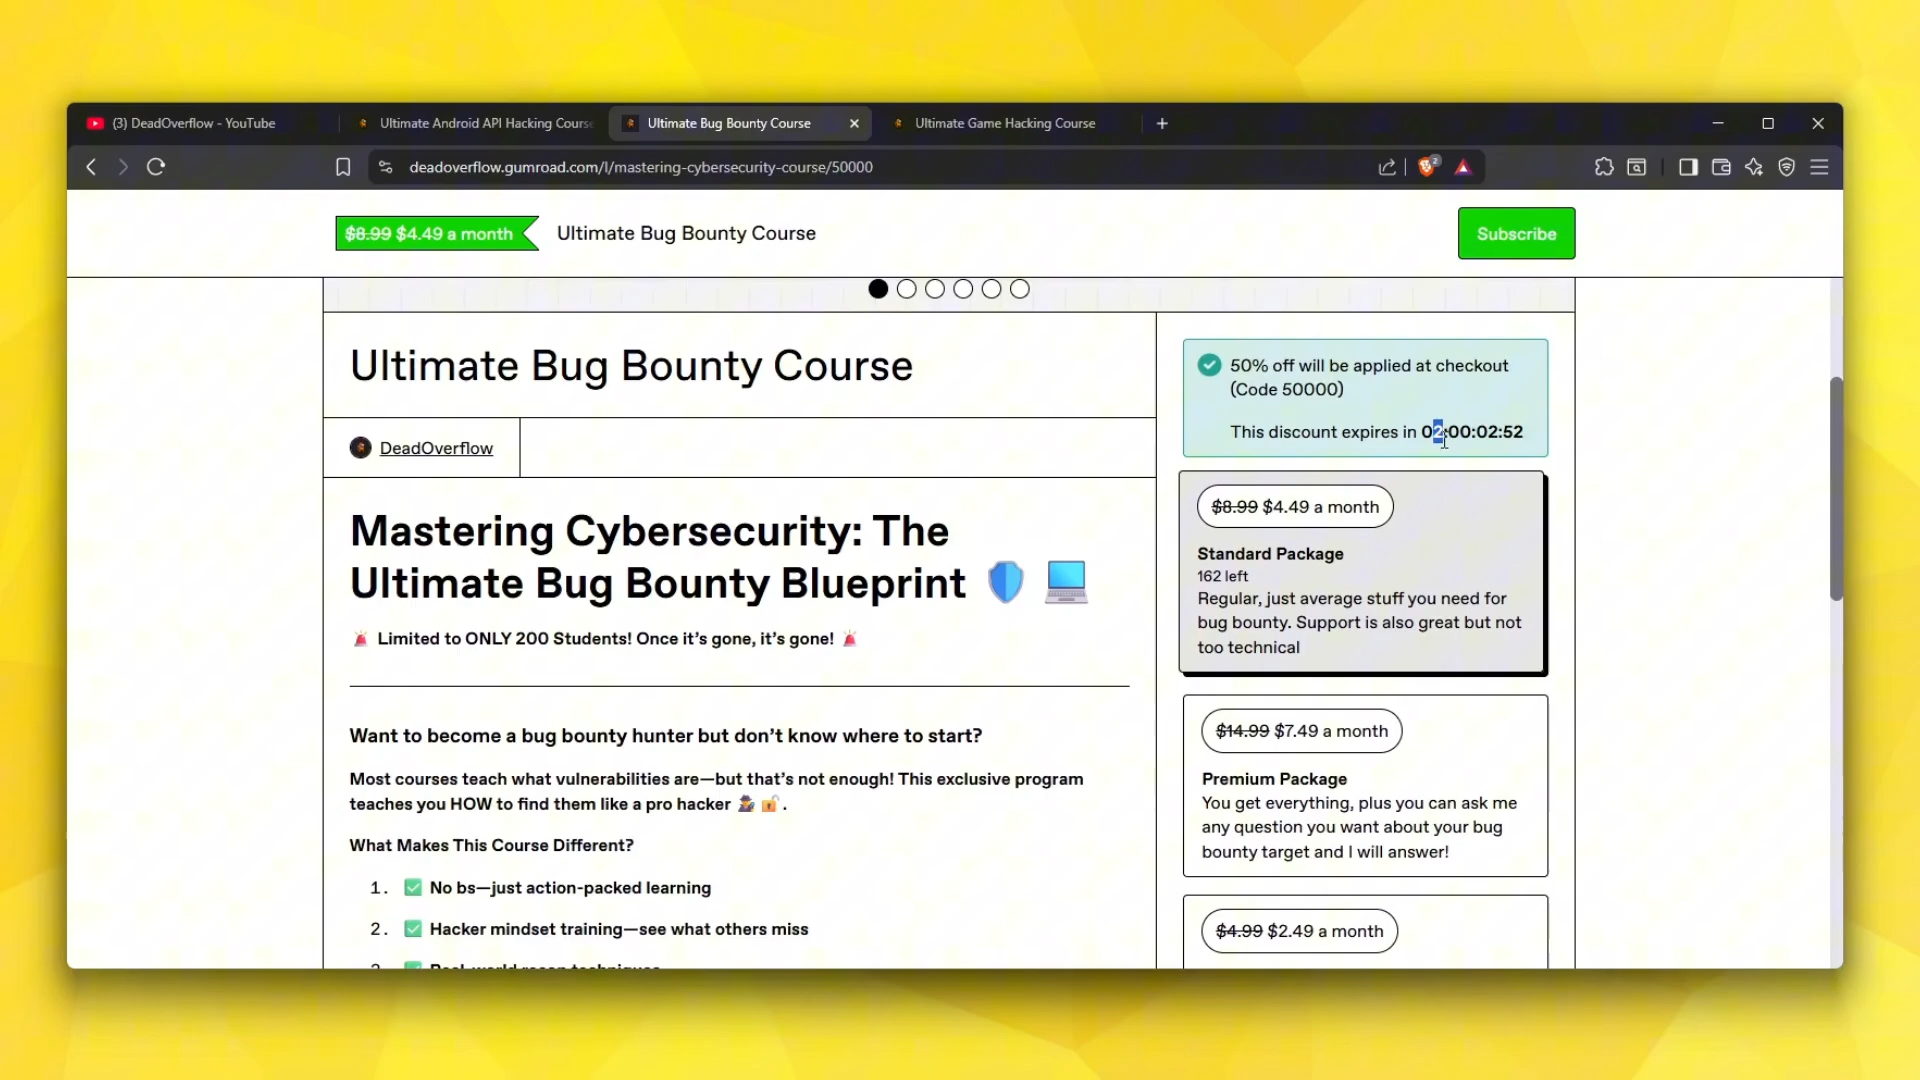 (3) DeadOverflow - YouTube
Ultimate Android API Hacking Course
Ultimate Bug Bounty Course
Ultimate Game Hacking Course
deadoverflow.gumroad.com/l/mastering-cybersecurity-course/50000
2
$8.99 $4.49 a month
Ultimate Bug Bounty Course
Subscribe
Ultimate Bug Bounty Course
DeadOverflow
Mastering Cybersecurity: The
Ultimate Bug Bounty Blueprint 🛡️ 💻
🚨 Limited to ONLY 200 Students! Once it’s gone, it’s gone! 🚨
Want to become a bug bounty hunter but don’t know where to start?
Most courses teach what vulnerabilities are—but that’s not enough! This exclusive program
teaches you HOW to find them like a pro hacker 🕵️ 🔓.
What Makes This Course Different?
1. ✅ No bs—just action-packed learning
2. ✅ Hacker mindset training—see what others miss
3. ✅ Real-world recon techniques
50% off will be applied at checkout
(Code 50000)
This discount expires in 02:00:02:52
$8.99 $4.49 a month
Standard Package
162 left
Regular, just average stuff you need for
bug bounty. Support is also great but not
too technical
$14.99 $7.49 a month
Premium Package
You get everything, plus you can ask me
any question you want about your bug
bounty target and I will answer!
$4.99 $2.49 a month